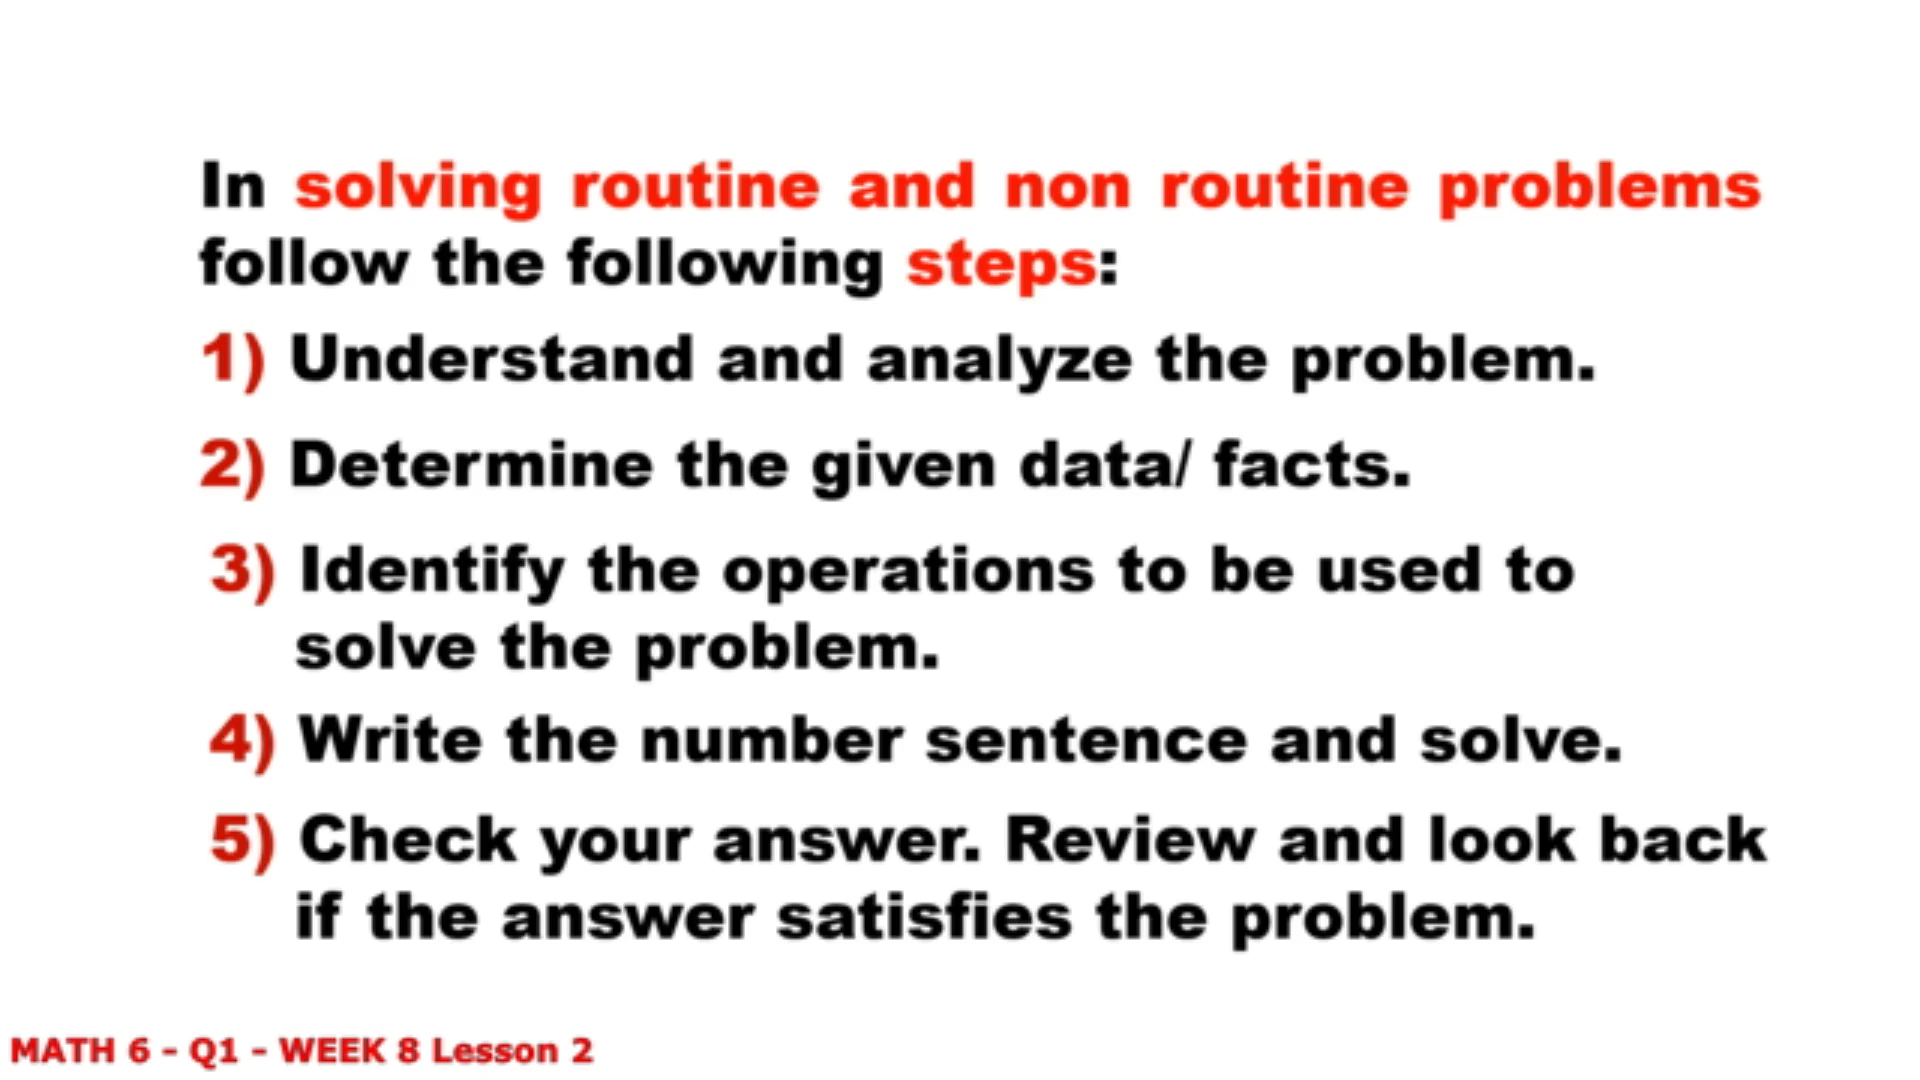 In solving routine and non routine problems
follow the following steps:
1) Understand and analyze the problem.
2) Determine the given data/ facts.
3) Identify the operations to be used to
solve the problem.
4) Write the number sentence and solve.
5) Check your answer. Review and look back
if the answer satisfies the problem.
MATH 6 - Q1 - WEEK 8 Lesson 2